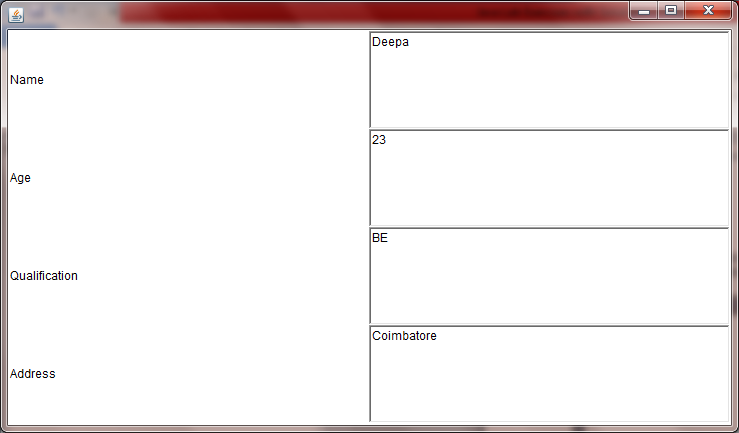 Name
Deepa
Age
23
Qualification
BE
Address
Coimbatore